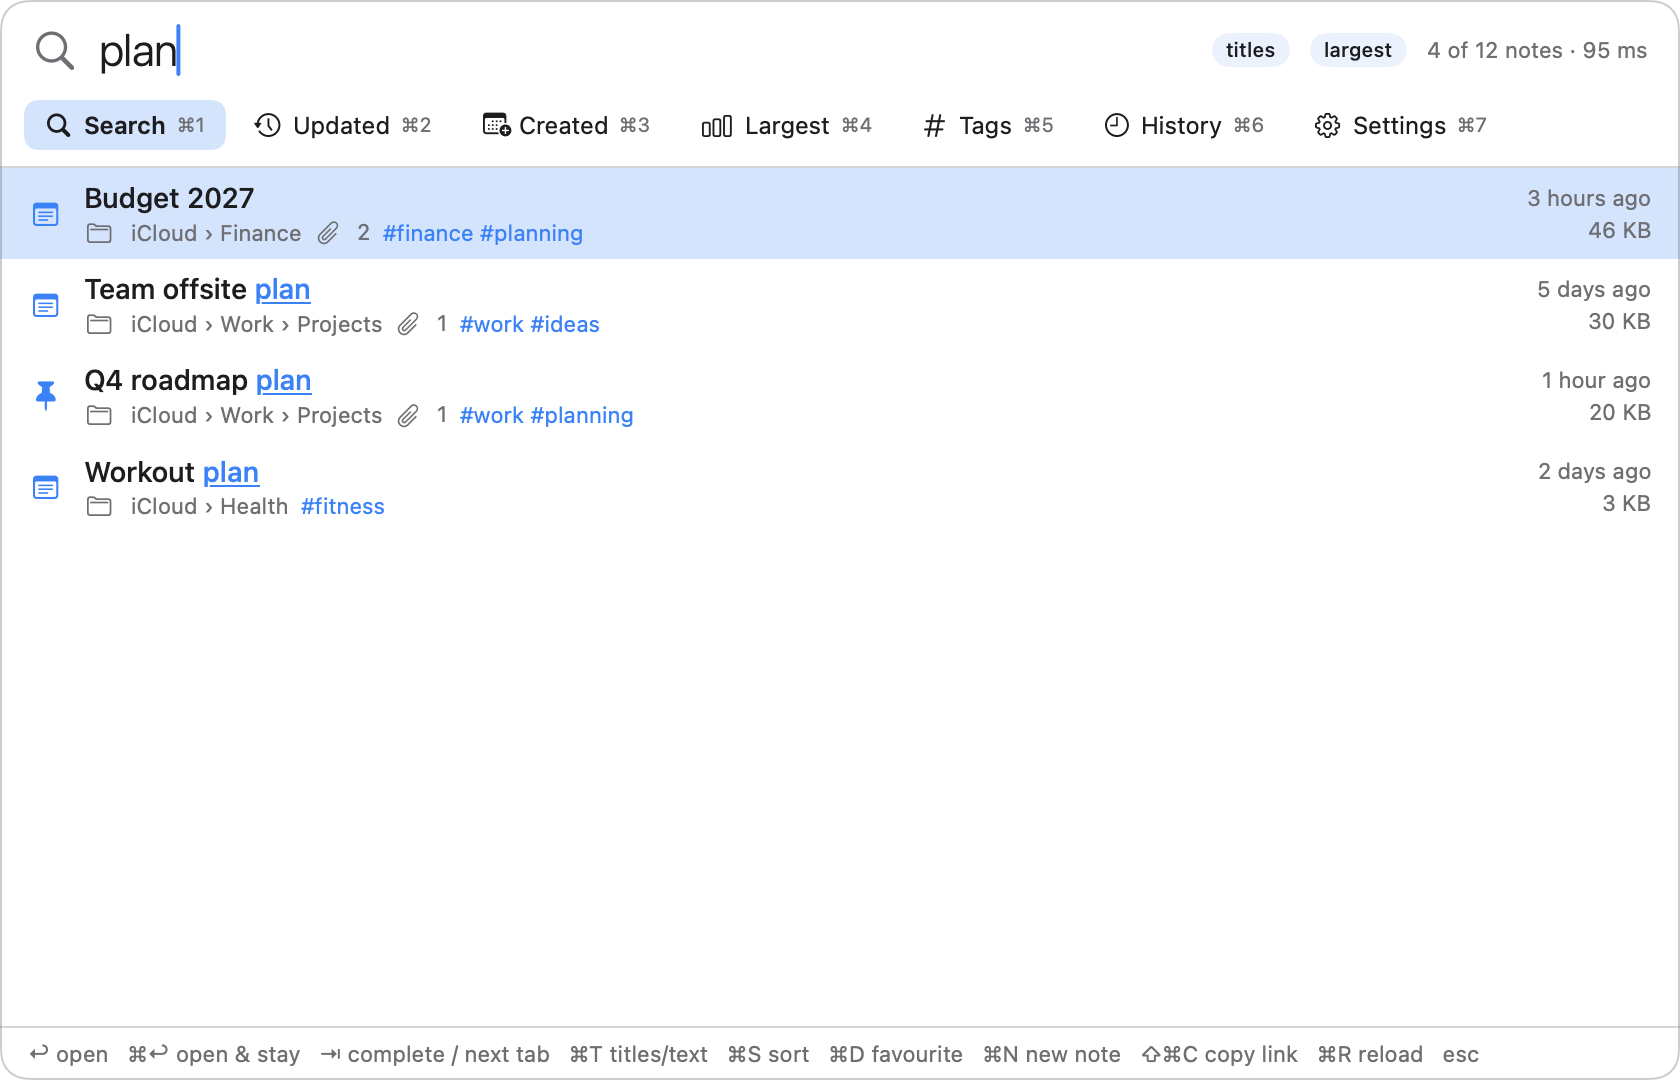 plan
titles largest 4 of 12 notes · 95 ms
Search ⌘1 Updated ⌘2 Created ⌘3 Largest ⌘4 # Tags ⌘5 History ⌘6 Settings ⌘7
Budget 2027
3 hours ago
iCloud › Finance 2 #finance #planning
46 KB
Team offsite plan
5 days ago
iCloud › Work › Projects 1 #work #ideas
30 KB
Q4 roadmap plan
1 hour ago
iCloud › Work › Projects 1 #work #planning
20 KB
Workout plan
2 days ago
iCloud › Health #fitness
3 KB
↩ open ⌘↩ open & stay ⇥ complete / next tab ⌘T titles/text ⌘S sort ⌘D favourite ⌘N new note ⇧⌘C copy link ⌘R reload esc